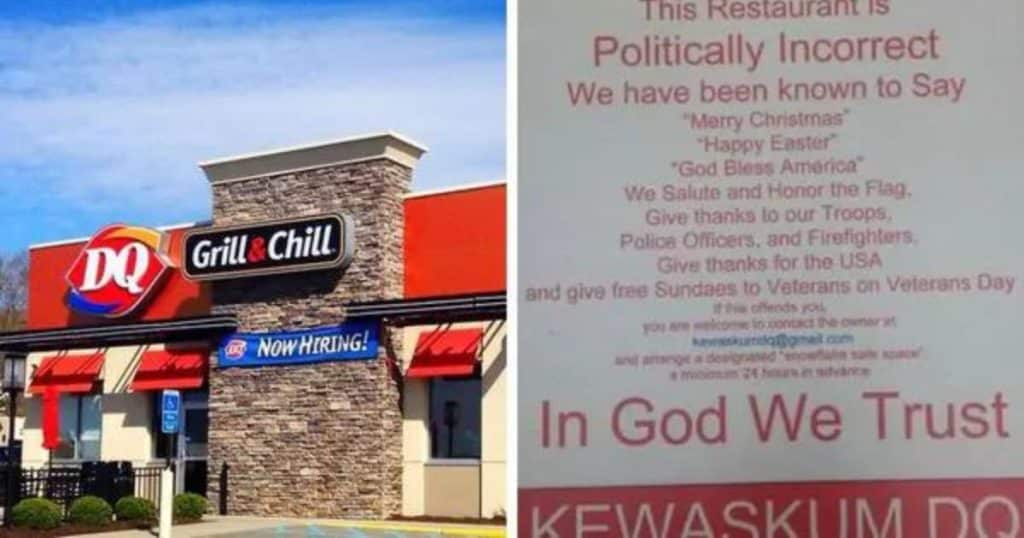 DQ
Grill & Chill
DQ
NOW HIRING!
This Restaurant is
Politically Incorrect
We have been known to Say
"Merry Christmas"
"Happy Easter"
"God Bless America"
We Salute and Honor the Flag,
Give thanks to our Troops,
Police Officers, and Firefighters,
Give thanks for the USA
and give free Sundaes to Veterans on Veterans Day
If this offends you,
you are welcome to contact the owner at
kewaskumdq@gmail.com
and arrange a designated "snowflake safe space"
a minimum 24 hours in advance
In God We Trust
KEWASKUM DQ